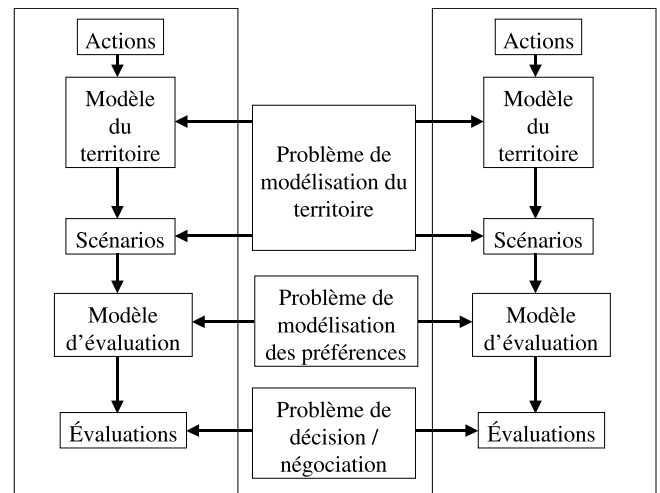 Actions
Modèle
du
territoire
Scénarios
Modèle
d'évaluation
Évaluations
Problème de
modélisation du
territoire
Problème de
modélisation
des préférences
Problème de
décision /
négociation
Actions
Modèle
du
territoire
Scénarios
Modèle
d'évaluation
Évaluations